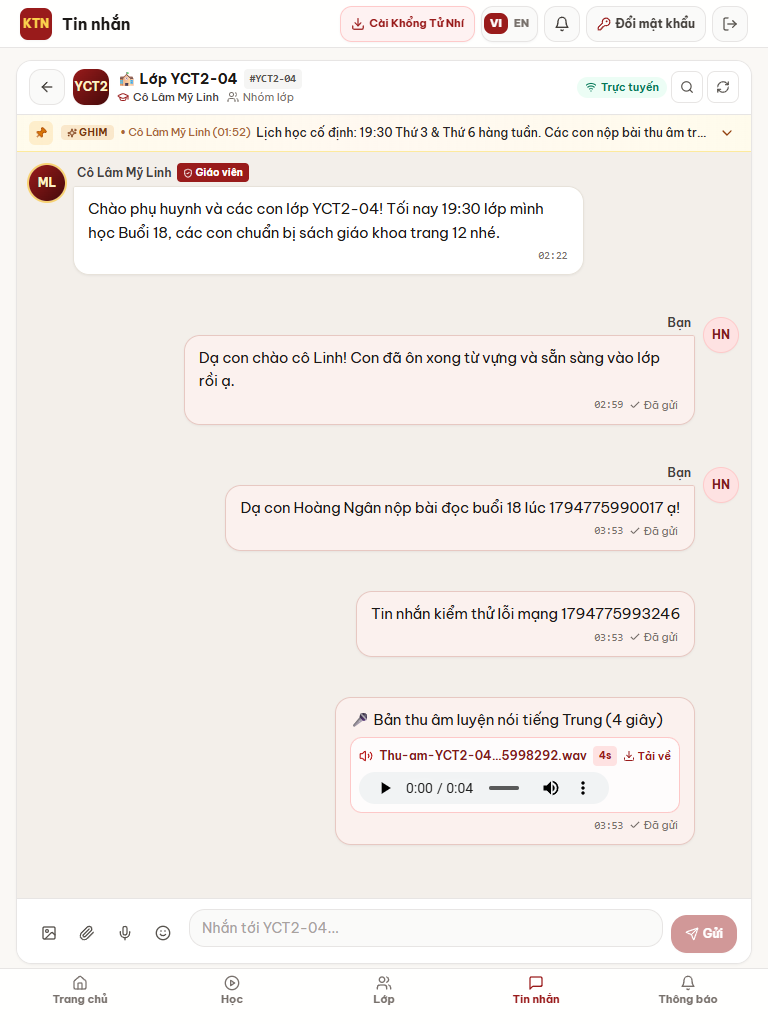 KTN Tin nhắn Cài Khổng Tử Nhí VI EN Đổi mật khẩu
YCT2 Lớp YCT2-04 #YCT2-04
Cô Lâm Mỹ Linh Nhóm lớp Trực tuyến
GHIM • Cô Lâm Mỹ Linh (01:52) Lịch học cố định: 19:30 Thứ 3 & Thứ 6 hàng tuần. Các con nộp bài thu âm tr...
ML Cô Lâm Mỹ Linh Giáo viên
Chào phụ huynh và các con lớp YCT2-04! Tối nay 19:30 lớp mình
học Buổi 18, các con chuẩn bị sách giáo khoa trang 12 nhé.
02:22
Bạn
HN
Dạ con chào cô Linh! Con đã ôn xong từ vựng và sẵn sàng vào lớp
rồi ạ.
02:59 Đã gửi
Bạn
HN
Dạ con Hoàng Ngân nộp bài đọc buổi 18 lúc 1794775990017 ạ!
03:53 Đã gửi
Tin nhắn kiểm thử lỗi mạng 1794775993246
03:53 Đã gửi
Bản thu âm luyện nói tiếng Trung (4 giây)
Thu-am-YCT2-04...5998292.wav 4s Tải về
0:00 / 0:04
03:53 Đã gửi
Nhắn tới YCT2-04...
Gửi
Trang chủ Học Lớp Tin nhắn Thông báo